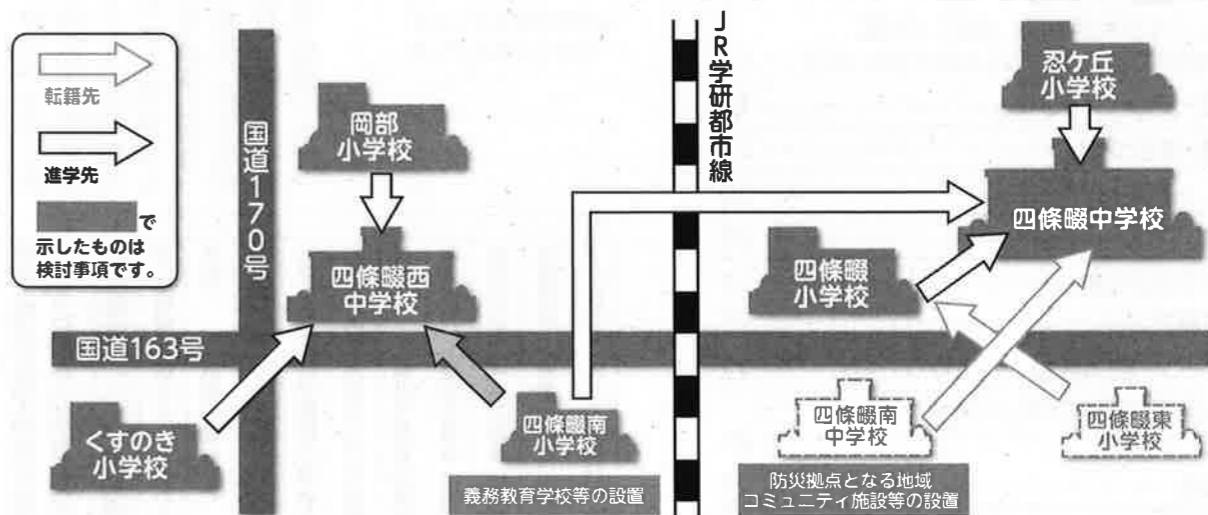 転籍先
進学先
で
示したものは
検討事項です。
国道170号
岡部
小学校
四條畷西
中学校
国道163号
くすのき
小学校
四條畷南
小学校
義務教育学校等の設置
JR学研都市線
忍ケ丘
小学校
四條畷中学校
四條畷
小学校
四條畷南
中学校
四條畷東
小学校
防災拠点となる地域
コミュニティ施設等の設置